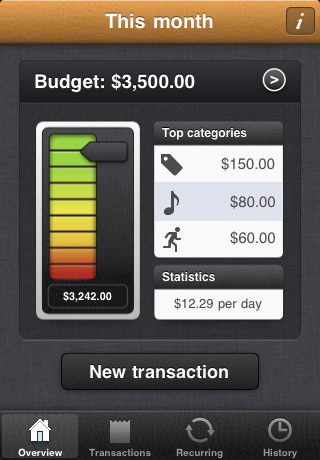 This month
i
Budget: $3,500.00
>
Top categories
$150.00
$80.00
$60.00
$3,242.00
Statistics
$12.29 per day
New transaction
Overview
Transactions
Recurring
History